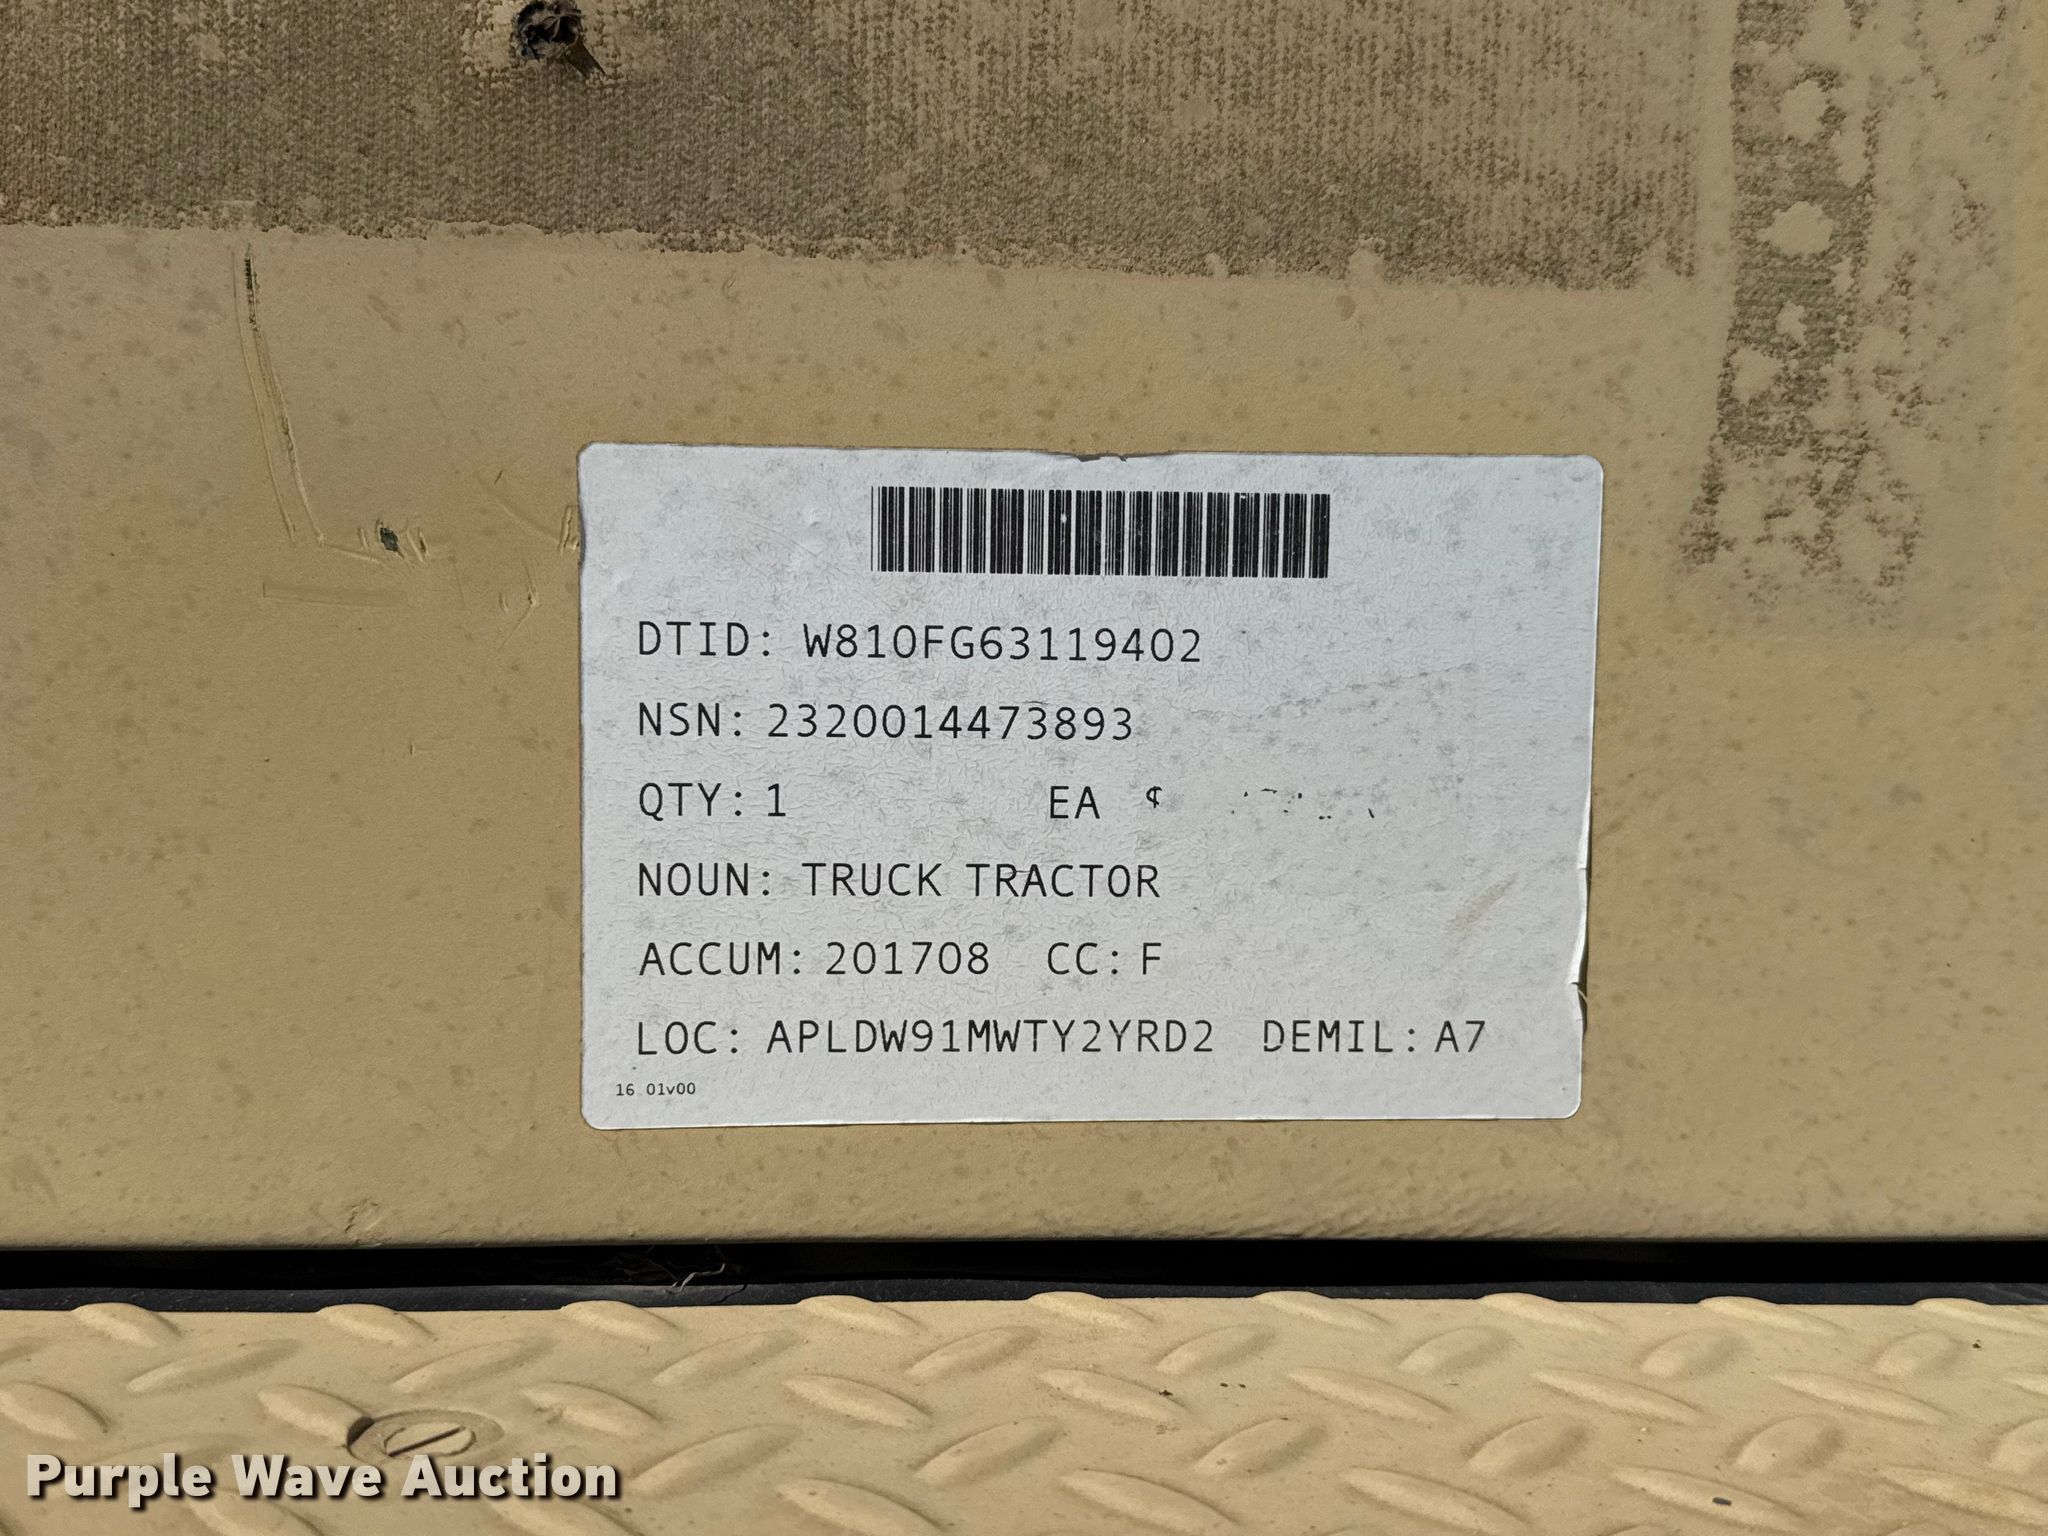 DTID: W810FG63119402
NSN: 2320014473893
QTY: 1 EA
NOUN: TRUCK TRACTOR
ACCUM: 201708 CC: F
LOC: APLDW91MWTY2YRD2 DEMIL: A7
16.01v00
Purple Wave Auction